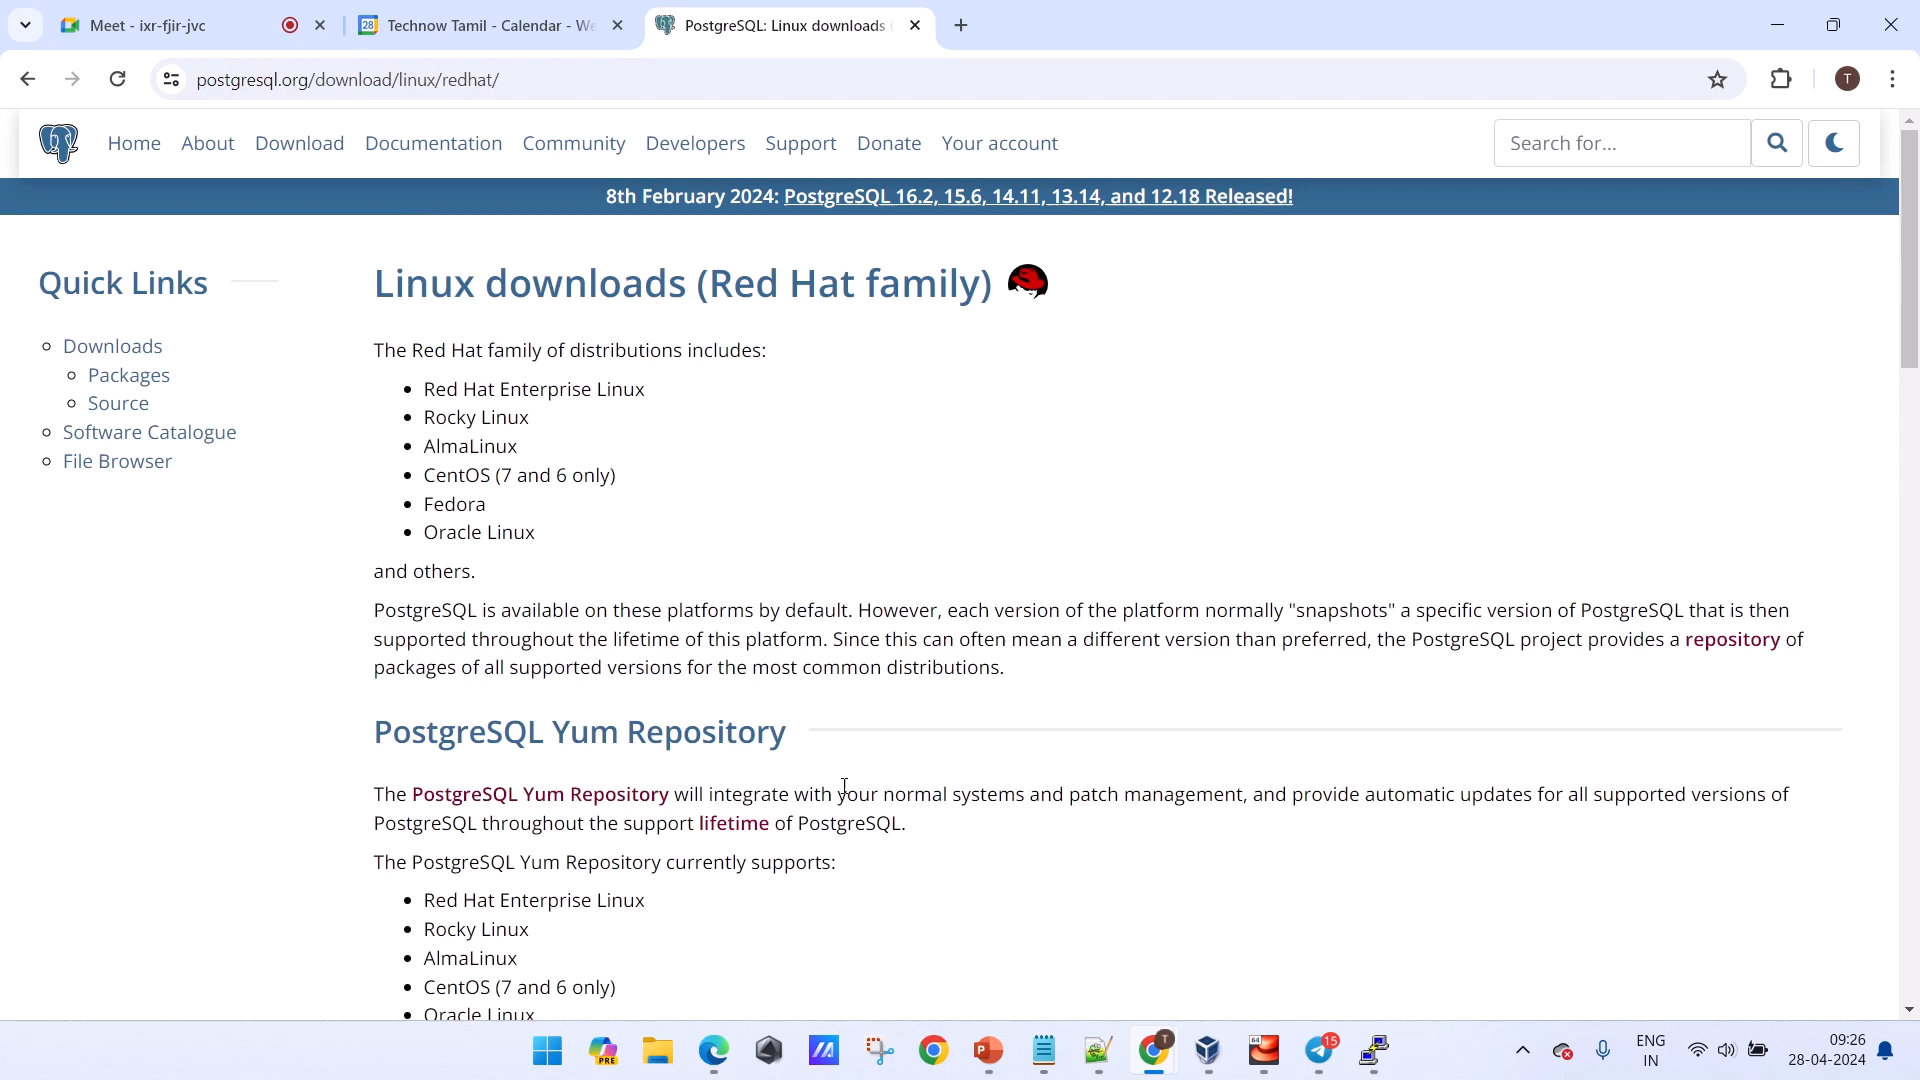 Meet - ixr-fjir-jvc
Technow Tamil - Calendar - We
PostgreSQL: Linux downloads
postgresql.org/download/linux/redhat/
T
Home About Download Documentation Community Developers Support Donate Your account
Search for...
8th February 2024: PostgreSQL 16.2, 15.6, 14.11, 13.14, and 12.18 Released!
Quick Links
Downloads
Packages
Source
Software Catalogue
File Browser
Linux downloads (Red Hat family)
The Red Hat family of distributions includes:
Red Hat Enterprise Linux
Rocky Linux
AlmaLinux
CentOS (7 and 6 only)
Fedora
Oracle Linux
and others.
PostgreSQL is available on these platforms by default. However, each version of the platform normally "snapshots" a specific version of PostgreSQL that is then
supported throughout the lifetime of this platform. Since this can often mean a different version than preferred, the PostgreSQL project provides a repository of
packages of all supported versions for the most common distributions.
PostgreSQL Yum Repository
The PostgreSQL Yum Repository will integrate with your normal systems and patch management, and provide automatic updates for all supported versions of
PostgreSQL throughout the support lifetime of PostgreSQL.
The PostgreSQL Yum Repository currently supports:
Red Hat Enterprise Linux
Rocky Linux
AlmaLinux
CentOS (7 and 6 only)
Oracle Linux
28
PRE
P
T
64
15
ENG
IN
09:26
28-04-2024